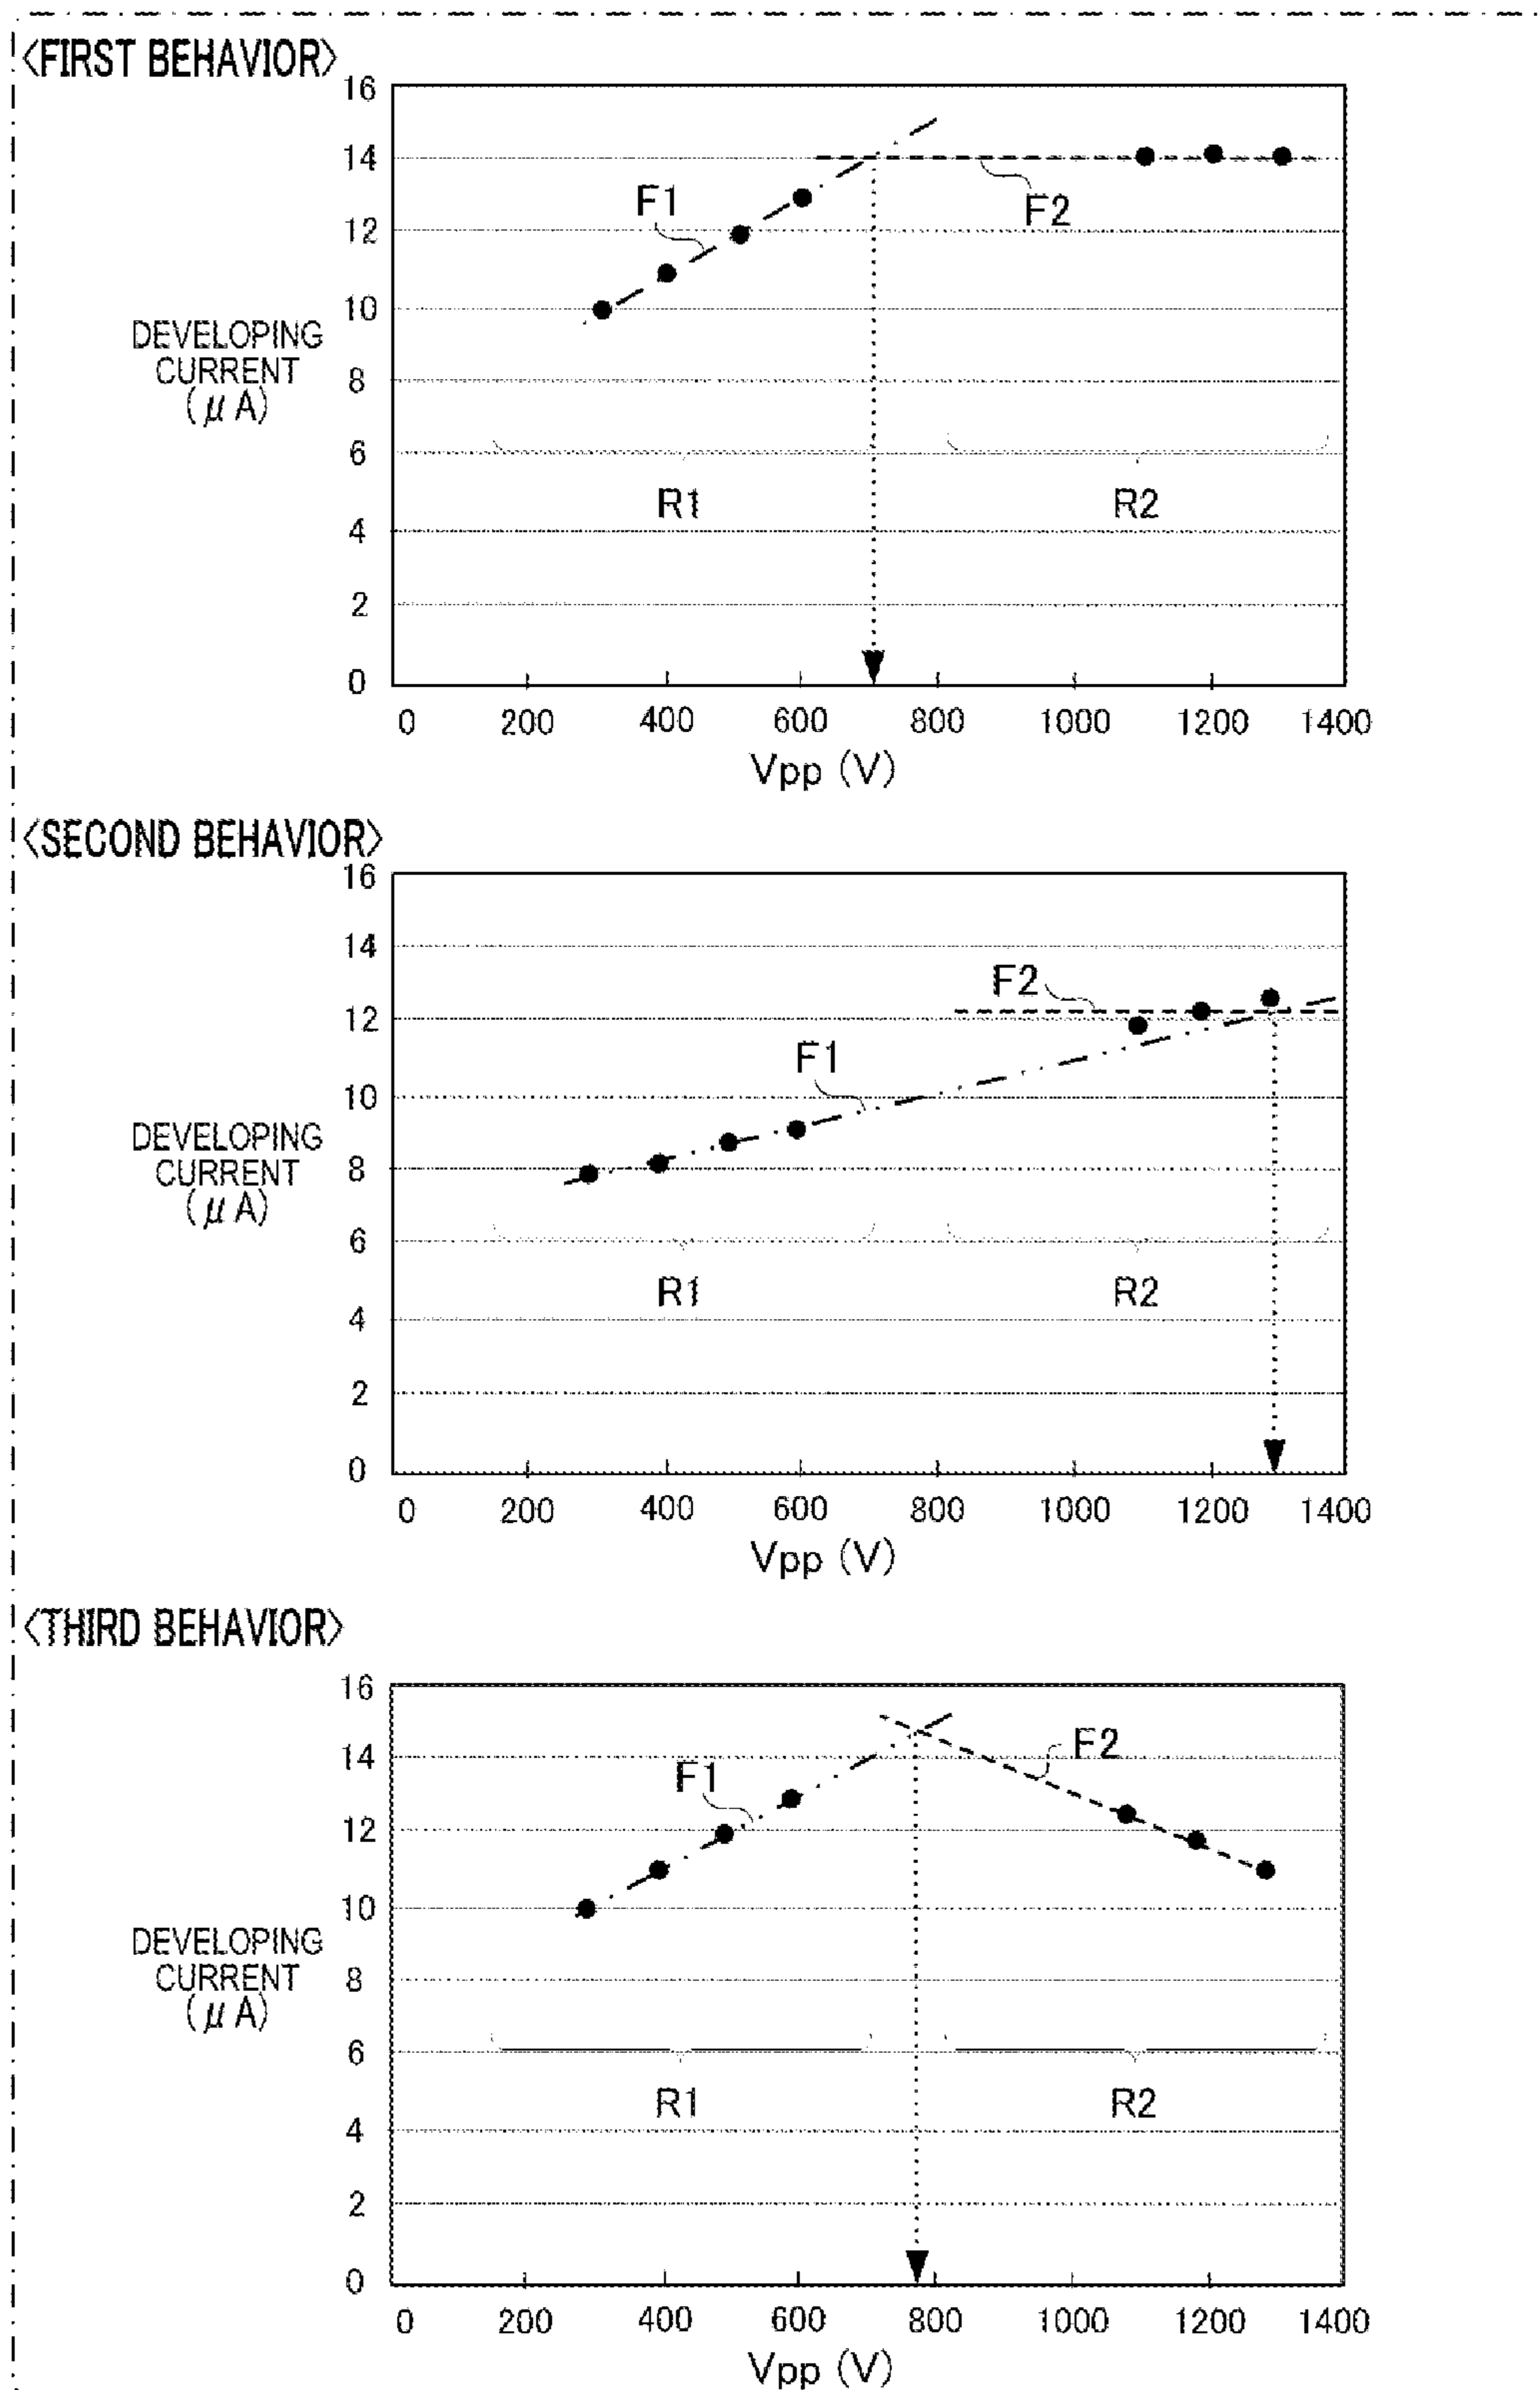 <FIRST BEHAVIOR>
16
14
12
10
8
6
4
2
0
DEVELOPING
CURRENT
(μA)
F1
F2
R1
R2
0 200 400 600 800 1000 1200 1400
Vpp (V)
<SECOND BEHAVIOR>
16
14
12
10
8
6
4
2
0
DEVELOPING
CURRENT
(μA)
F2
F1
R1
R2
0 200 400 600 800 1000 1200 1400
Vpp (V)
<THIRD BEHAVIOR>
16
14
12
10
8
6
4
2
0
DEVELOPING
CURRENT
(μA)
F1
F2
R1
R2
0 200 400 600 800 1000 1200 1400
Vpp (V)